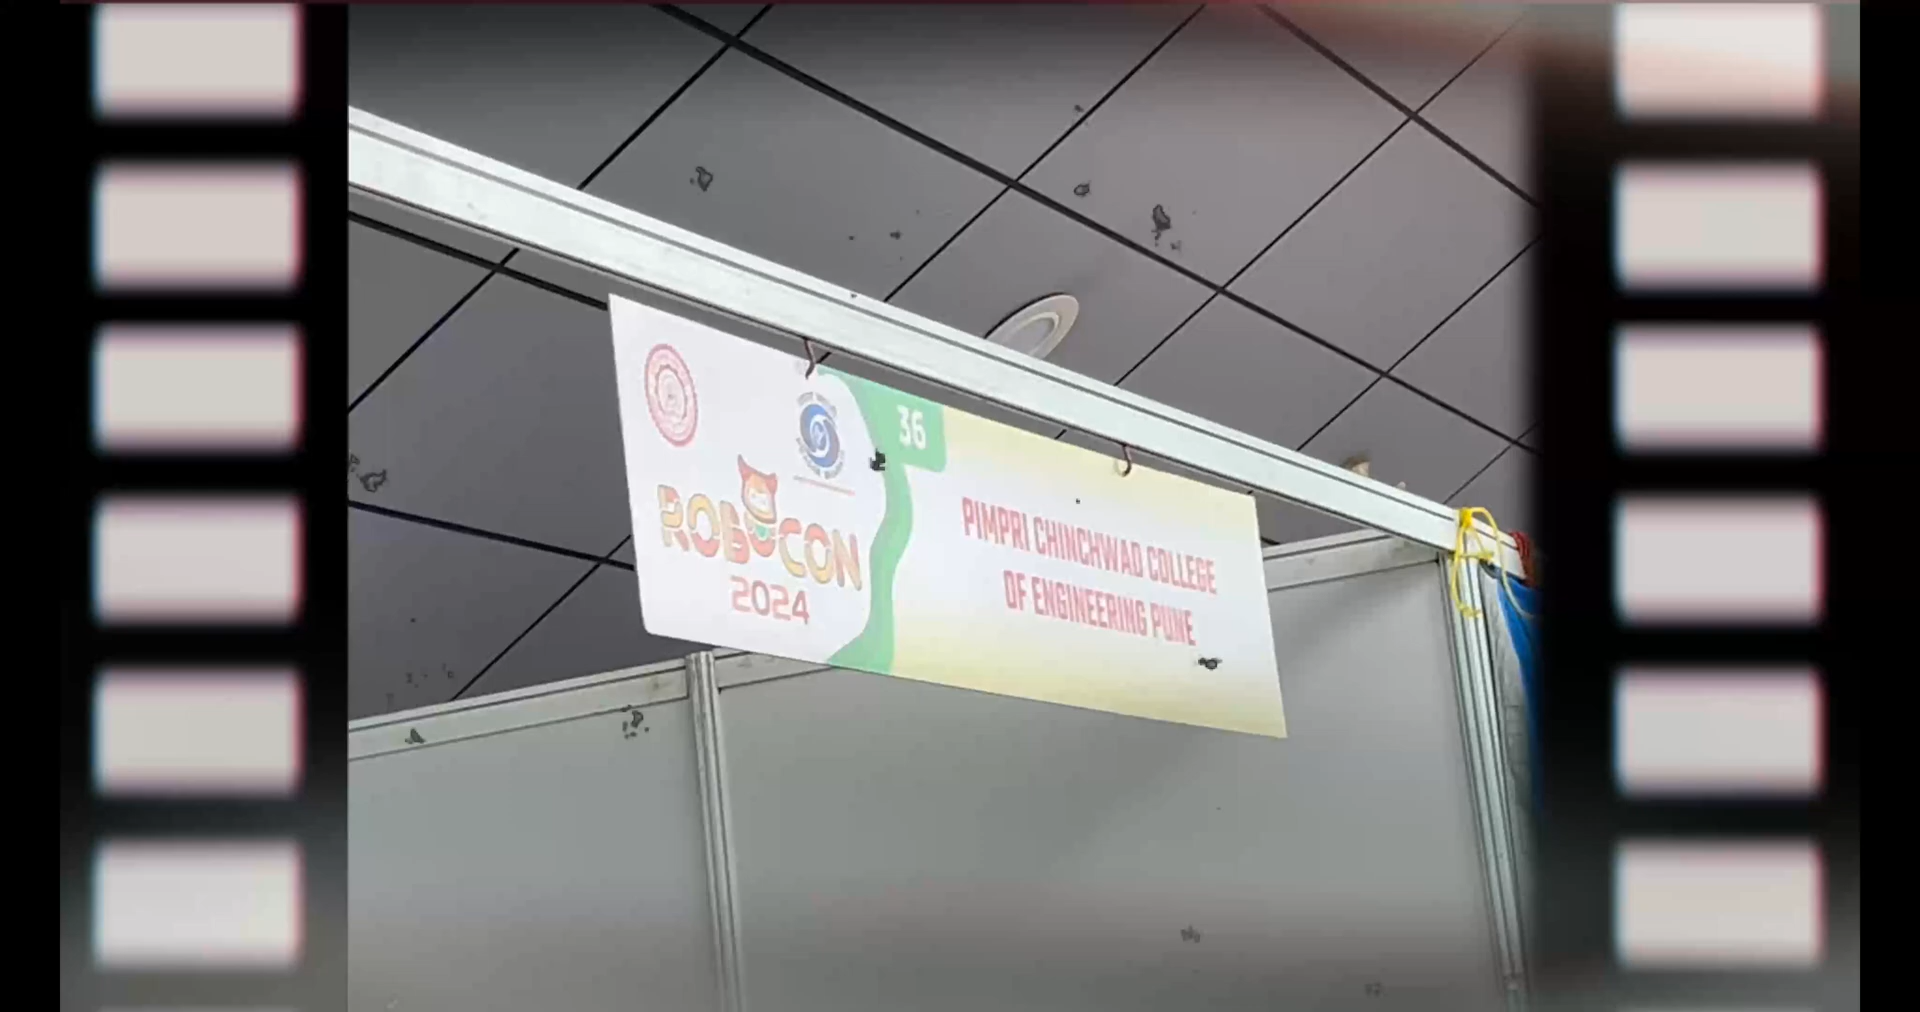 ROBOCON
2024
36
PIMPRI CHINCHWAD COLLEGE
OF ENGINEERING PUNE